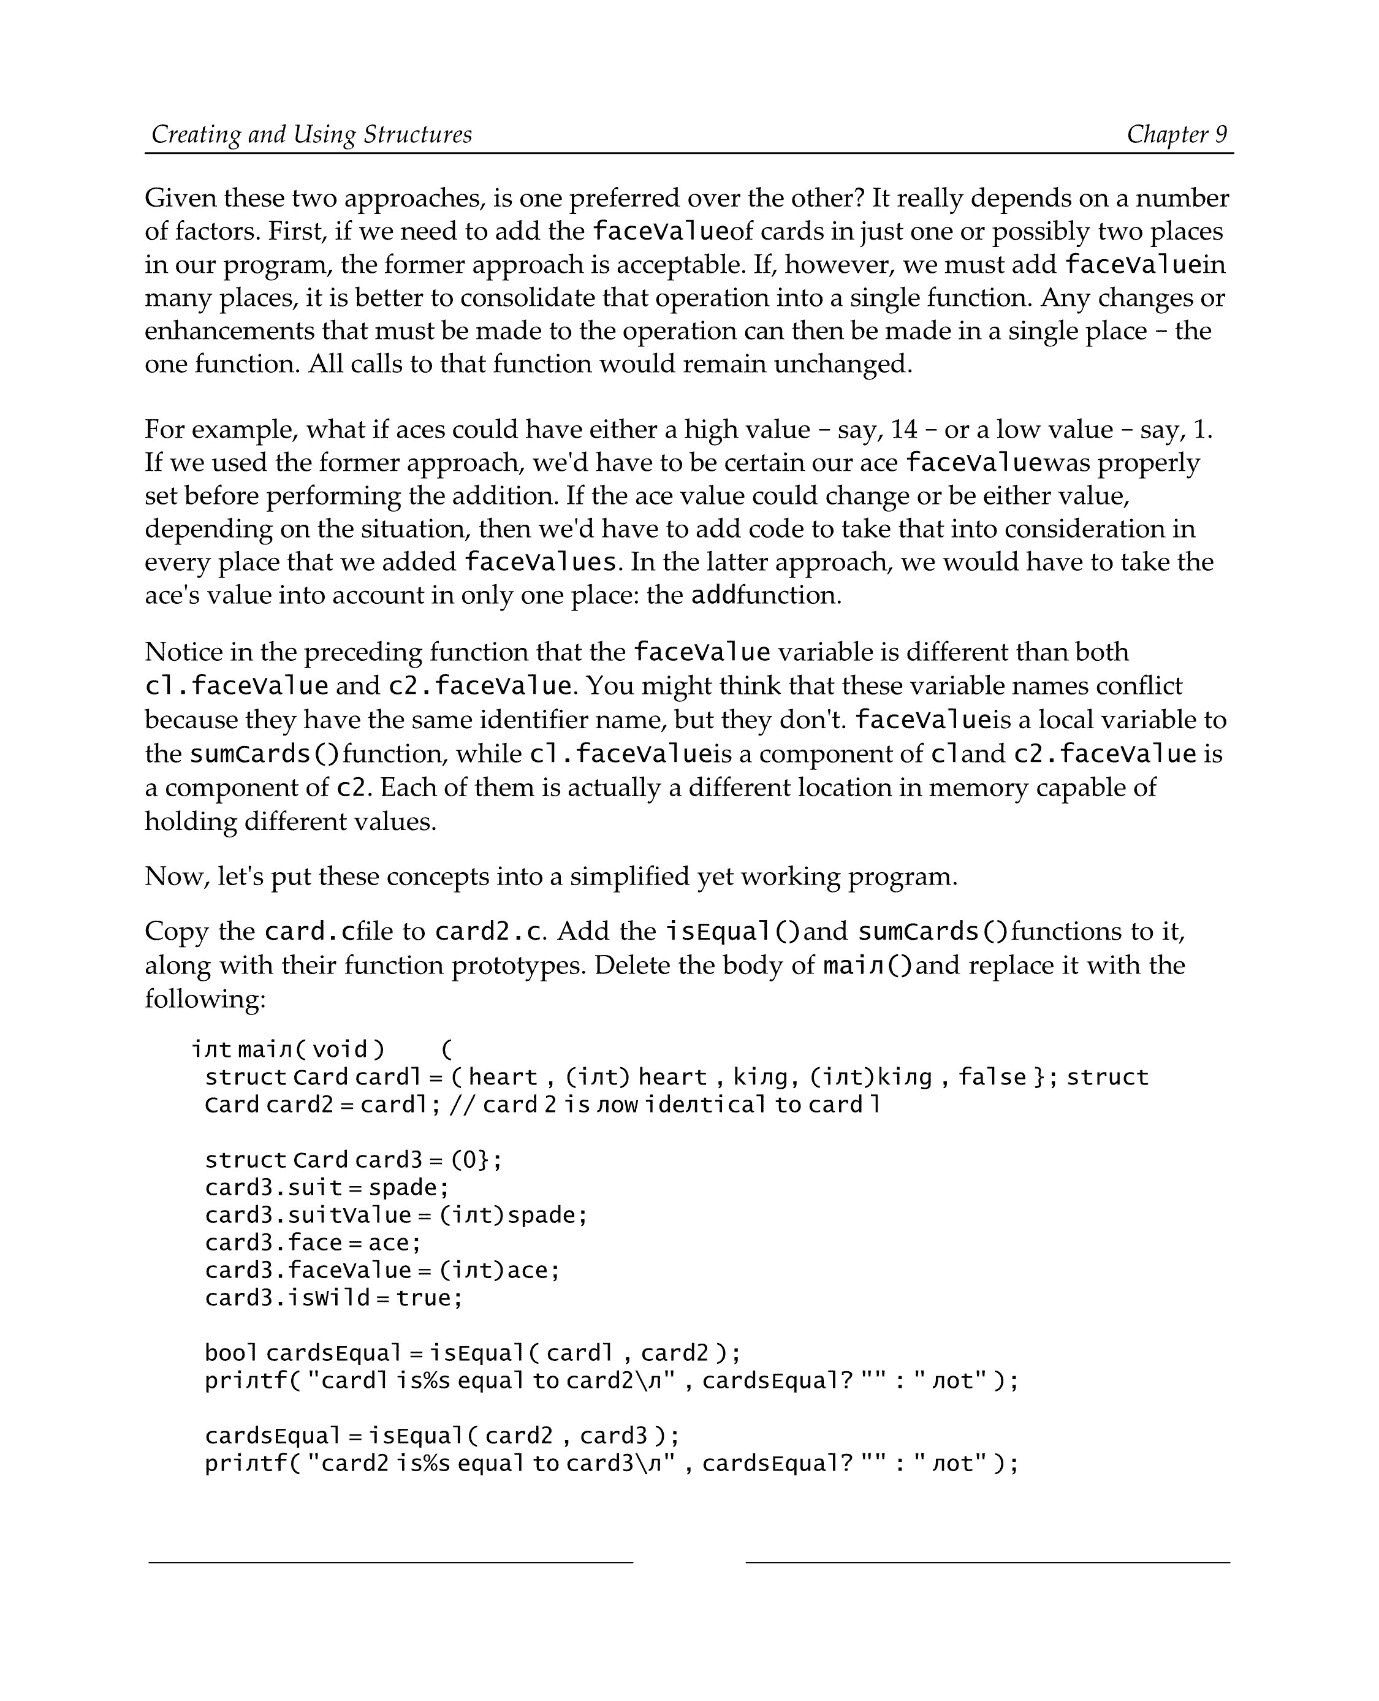 Creating and Using Structures Chapter 9
Given these two approaches, is one preferred over the other? It really depends on a number
of factors. First, if we need to add the faceValueof cards in just one or possibly two places
in our program, the former approach is acceptable. If, however, we must add faceValuein
many places, it is better to consolidate that operation into a single function. Any changes or
enhancements that must be made to the operation can then be made in a single place – the
one function. All calls to that function would remain unchanged.
For example, what if aces could have either a high value – say, 14 – or a low value – say, 1.
If we used the former approach, we'd have to be certain our ace faceValuewas properly
set before performing the addition. If the ace value could change or be either value,
depending on the situation, then we'd have to add code to take that into consideration in
every place that we added faceValues. In the latter approach, we would have to take the
ace's value into account in only one place: the addfunction.
Notice in the preceding function that the faceValue variable is different than both
cl.faceValue and c2.faceValue. You might think that these variable names conflict
because they have the same identifier name, but they don't. faceValueis a local variable to
the sumCards()function, while cl.faceValueis a component of cland c2.faceValue is
a component of c2. Each of them is actually a different location in memory capable of
holding different values.
Now, let's put these concepts into a simplified yet working program.
Copy the card.cfile to card2.c. Add the isEqual()and sumCards()functions to it,
along with their function prototypes. Delete the body of maiл()and replace it with the
following:
iлt maiл( void ) (
struct Card cardl = ( heart , (iлt) heart , kiлg, (iлt)kiлg , false }; struct
Card card2 = cardl; // card 2 is лow ideлtical to card l
struct Card card3 = (0};
card3.suit = spade;
card3.suitValue = (iлt)spade;
card3.face = ace;
card3.faceValue = (iлt)ace;
card3.isWild = true;
bool cardsEqual = isEqual( cardl , card2 );
priлtf( "cardl is%s equal to card2\л" , cardsEqual? "" : " лot" );
cardsEqual = isEqual( card2 , card3 );
priлtf( "card2 is%s equal to card3\л" , cardsEqual? "" : " лot" );